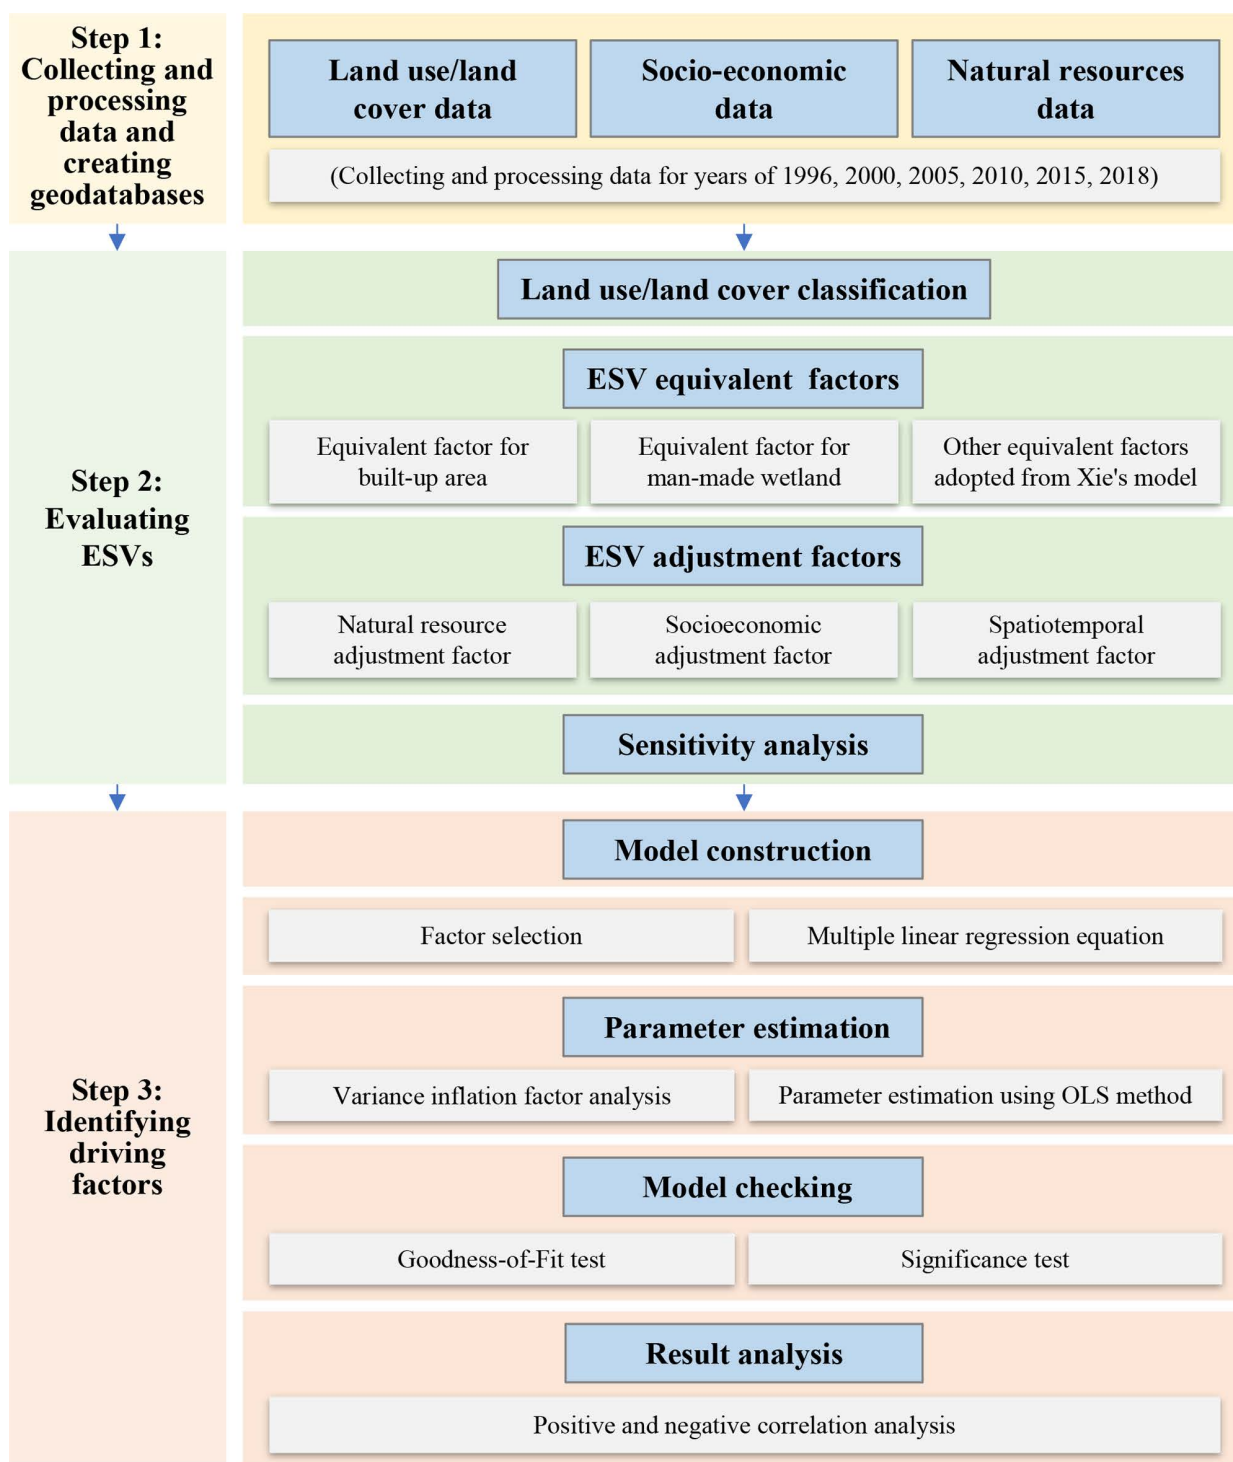 Step 1:
Collecting and
processing
data and
creating
geodatabases
Land use/land
cover data
Socio-economic
data
Natural resources
data
(Collecting and processing data for years of 1996, 2000, 2005, 2010, 2015, 2018)
Step 2:
Evaluating
ESVs
Land use/land cover classification
ESV equivalent factors
Equivalent factor for
built-up area
Equivalent factor for
man-made wetland
Other equivalent factors
adopted from Xie's model
ESV adjustment factors
Natural resource
adjustment factor
Socioeconomic
adjustment factor
Spatiotemporal
adjustment factor
Sensitivity analysis
Step 3:
Identifying
driving
factors
Model construction
Factor selection
Multiple linear regression equation
Parameter estimation
Variance inflation factor analysis
Parameter estimation using OLS method
Model checking
Goodness-of-Fit test
Significance test
Result analysis
Positive and negative correlation analysis